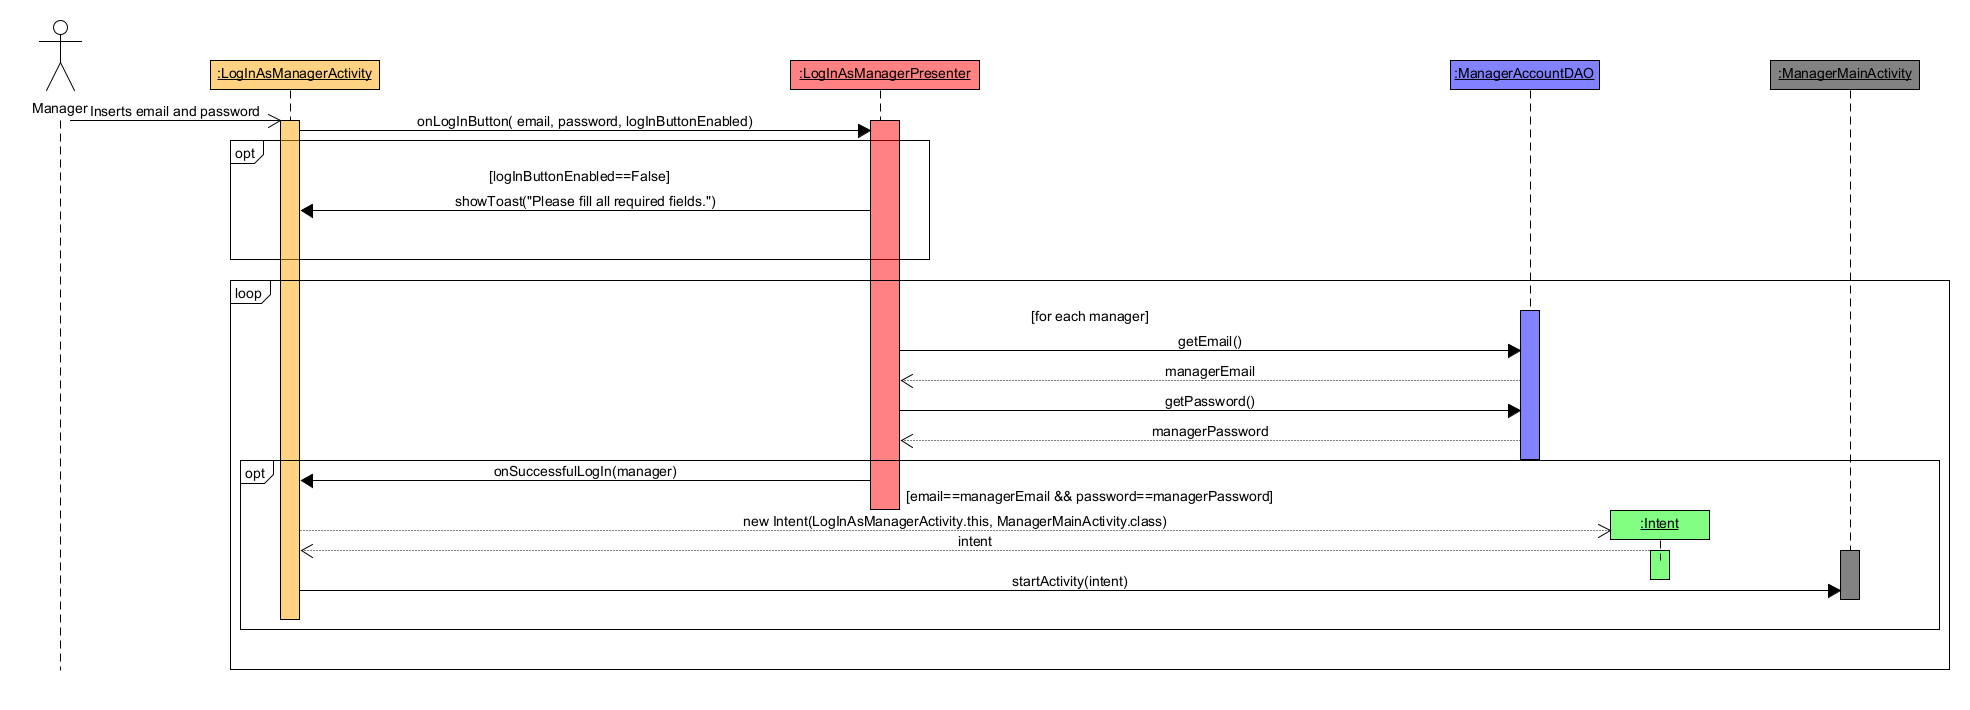 :LogInAsManagerActivity
:LogInAsManagerPresenter
:ManagerAccountDAO
:ManagerMainActivity
Manager
Inserts email and password
onLogInButton( email, password, logInButtonEnabled)
opt
[logInButtonEnabled==False]
showToast("Please fill all required fields.")
loop
[for each manager]
getEmail()
managerEmail
getPassword()
managerPassword
opt
onSuccessfulLogIn(manager)
[email==managerEmail && password==managerPassword]
new Intent(LogInAsManagerActivity.this, ManagerMainActivity.class)
:Intent
intent
startActivity(intent)